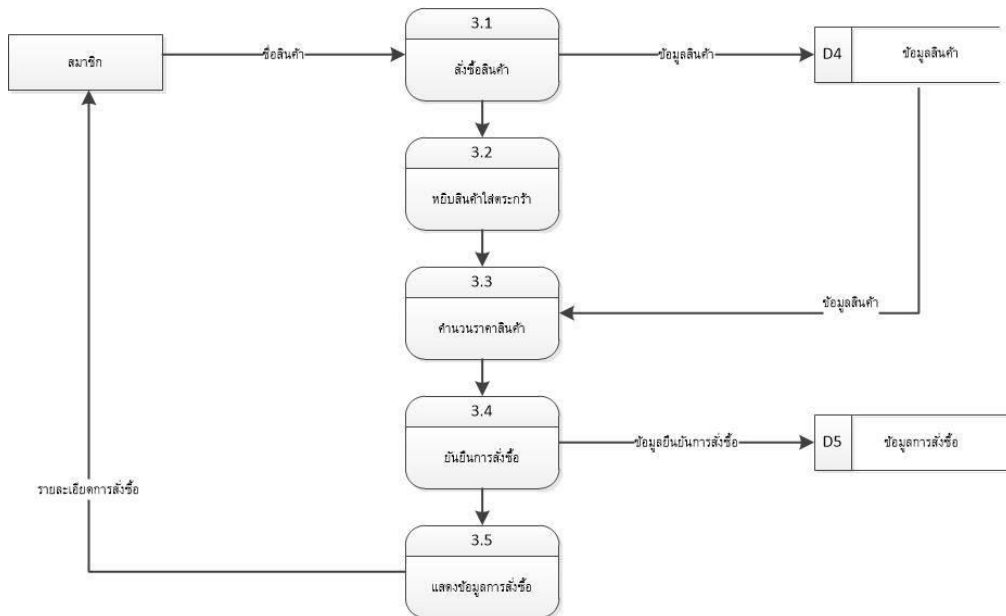 3.1
สมาชิก
ชื่อสินค้า
สั่งซื้อสินค้า
ข้อมูลสินค้า
D4
ข้อมูลสินค้า
3.2
หยิบสินค้าใส่ตระกร้า
3.3
คำนวนราคาสินค้า
ข้อมูลสินค้า
3.4
ยันยืนการสั่งซื้อ
ข้อมูลยืนยันการสั่งซื้อ
D5
ข้อมูลการสั่งซื้อ
รายละเอียดการสั่งซื้อ
3.5
แสดงข้อมูลการสั่งซื้อ